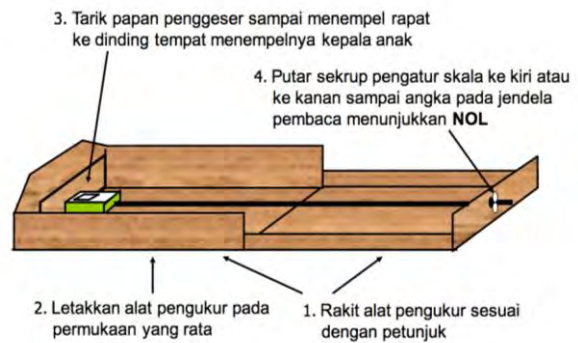 3. Tarik papan penggeser sampai menempel rapat
ke dinding tempat menempelnya kepala anak
4. Putar sekrup pengatur skala ke kiri atau
ke kanan sampai angka pada jendela
pembaca menunjukkan NOL
2. Letakkan alat pengukur pada
permukaan yang rata
1. Rakit alat pengukur sesuai
dengan petunjuk